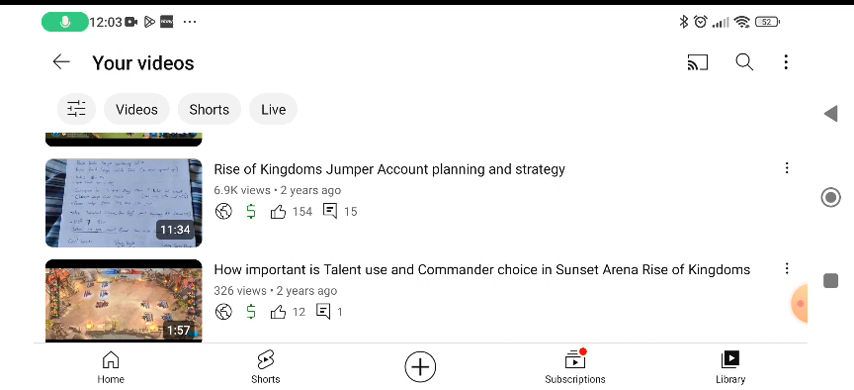 12:03
52
Your videos
Videos
Shorts
Live
Rise of Kingdoms Jumper Account planning and strategy
6.9K views • 2 years ago
$ 154 15
11:34
How important is Talent use and Commander choice in Sunset Arena Rise of Kingdoms
326 views • 2 years ago
$ 12 1
1:57
Home
Shorts
Subscriptions
Library